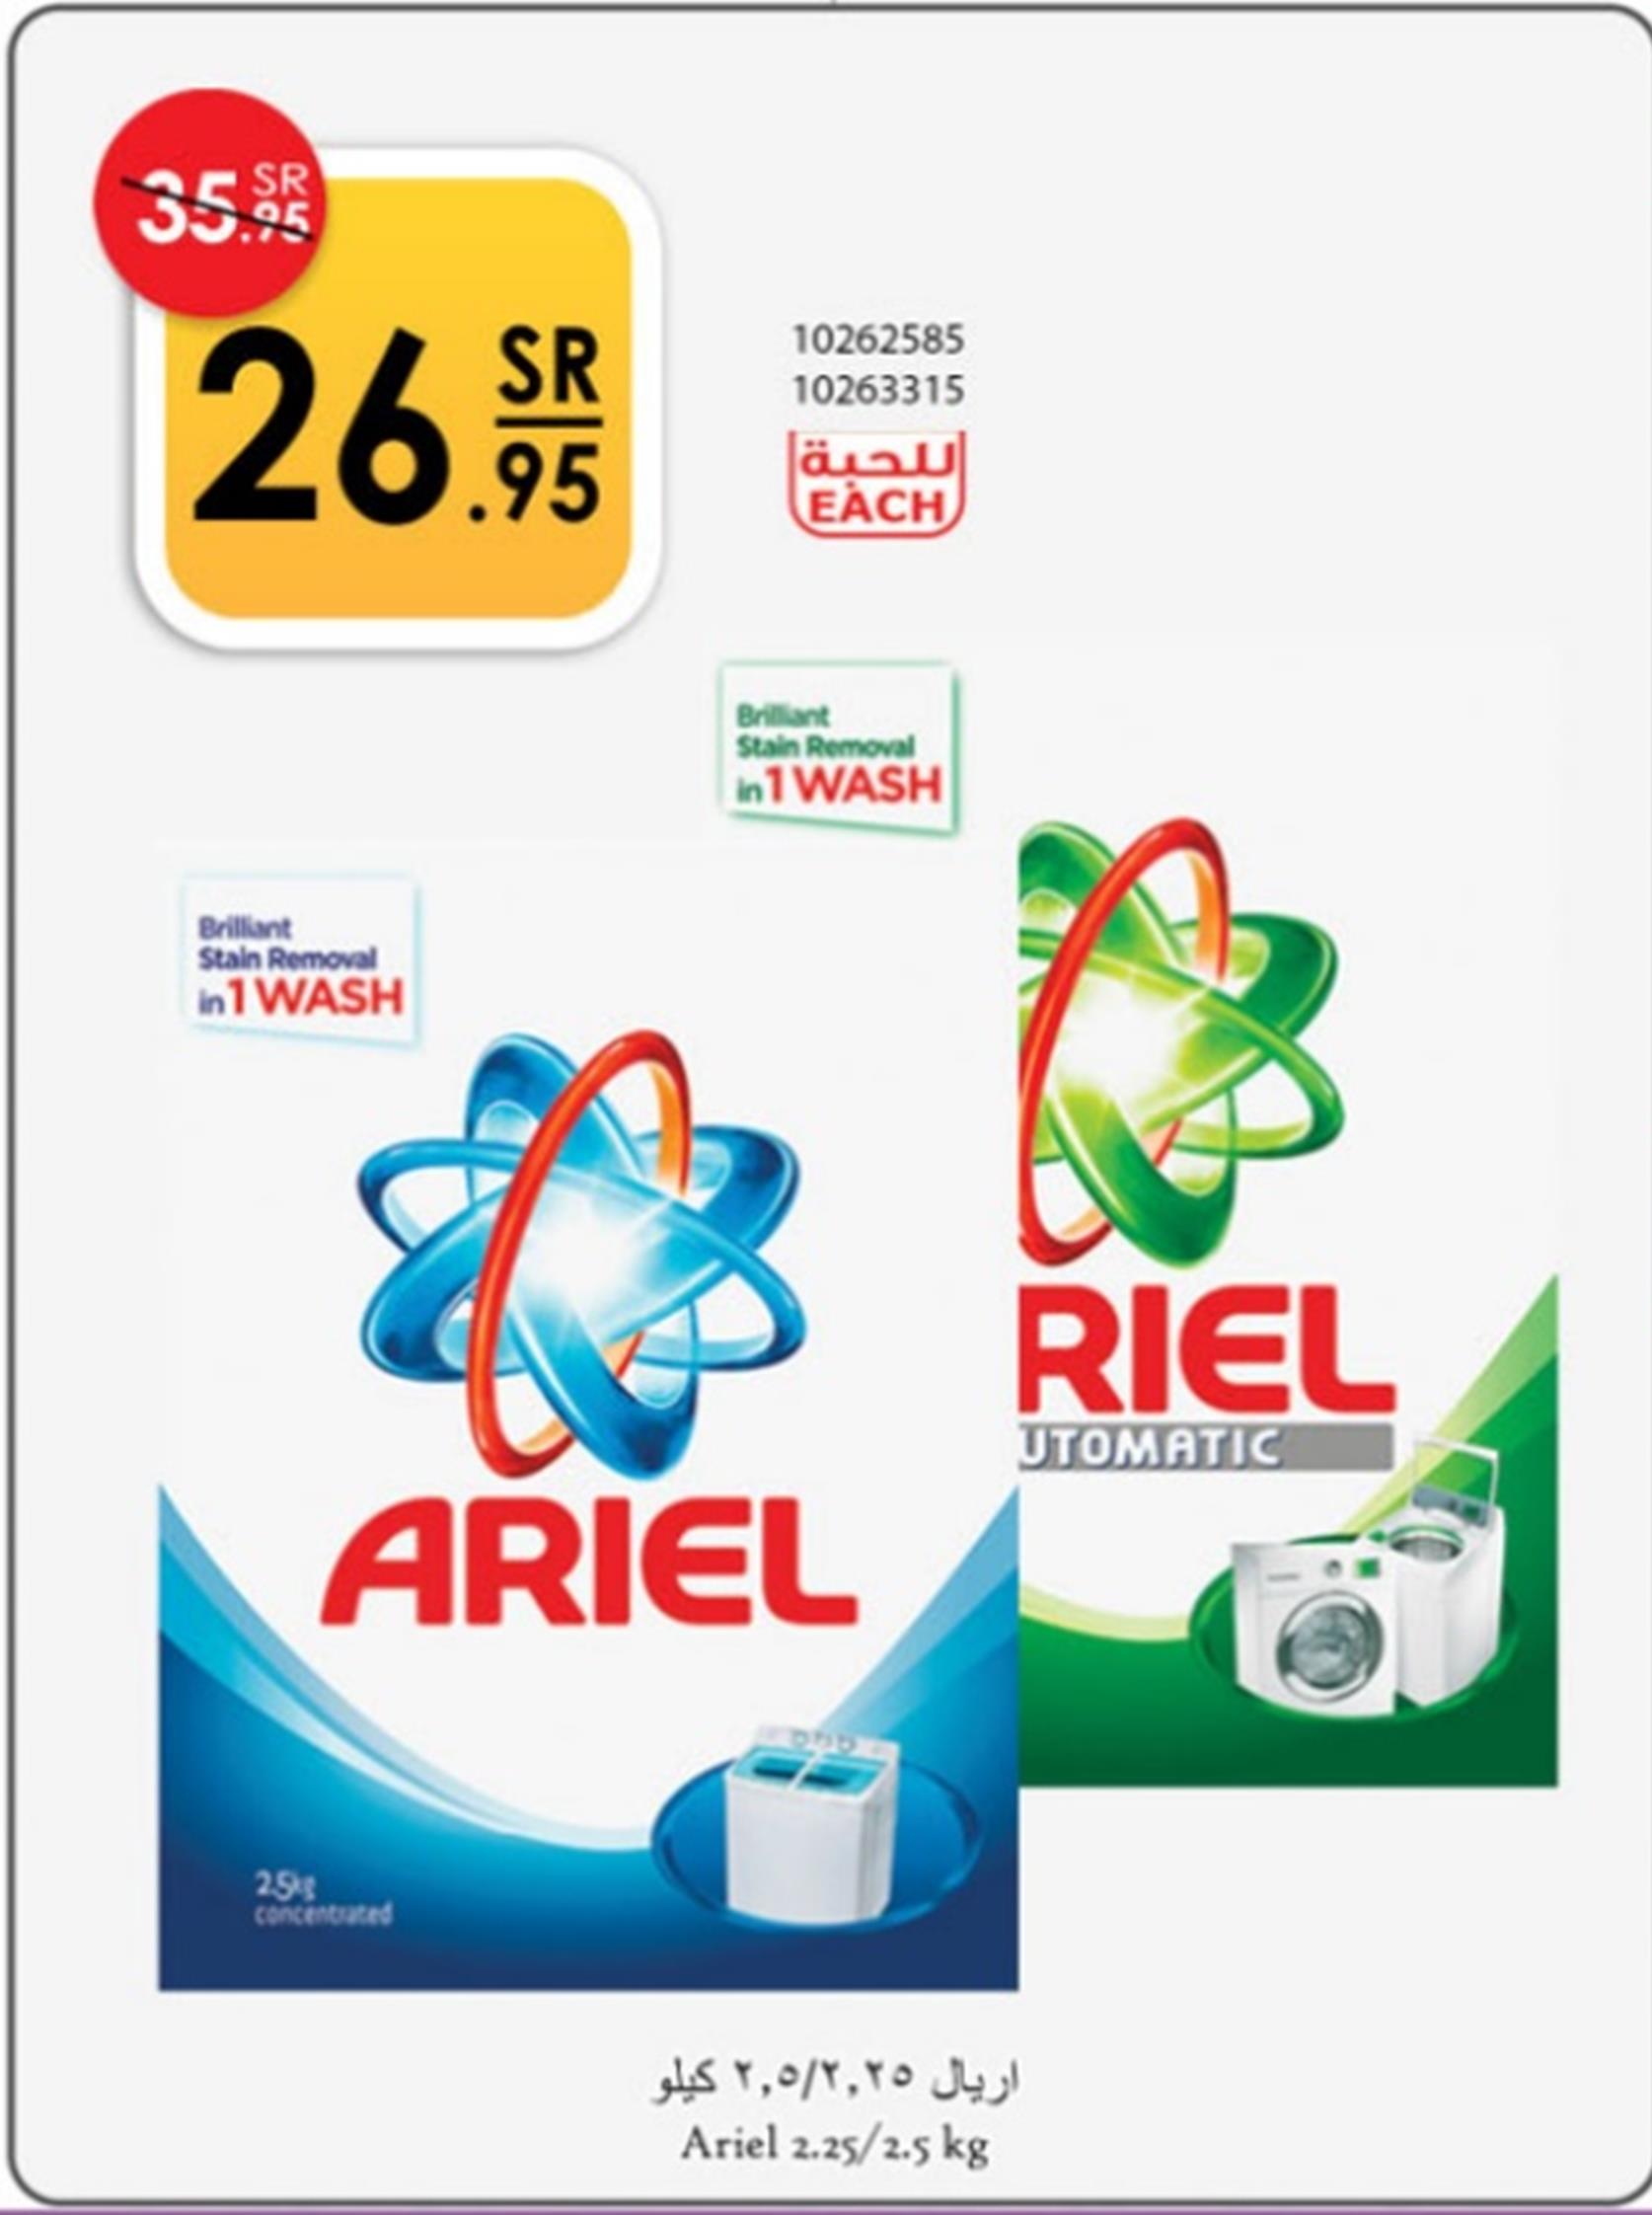 35.95 SR
26.95 SR
10262585
10263315
للحبة
EACH
Brilliant
Stain Removal
in 1 WASH
Brilliant
Stain Removal
in 1 WASH
RIEL
UTOMATIC
ARIEL
2.5kg
concentrated
اريال ٢,٥/٢,٢٥ كيلو
Ariel 2.25/2.5 kg